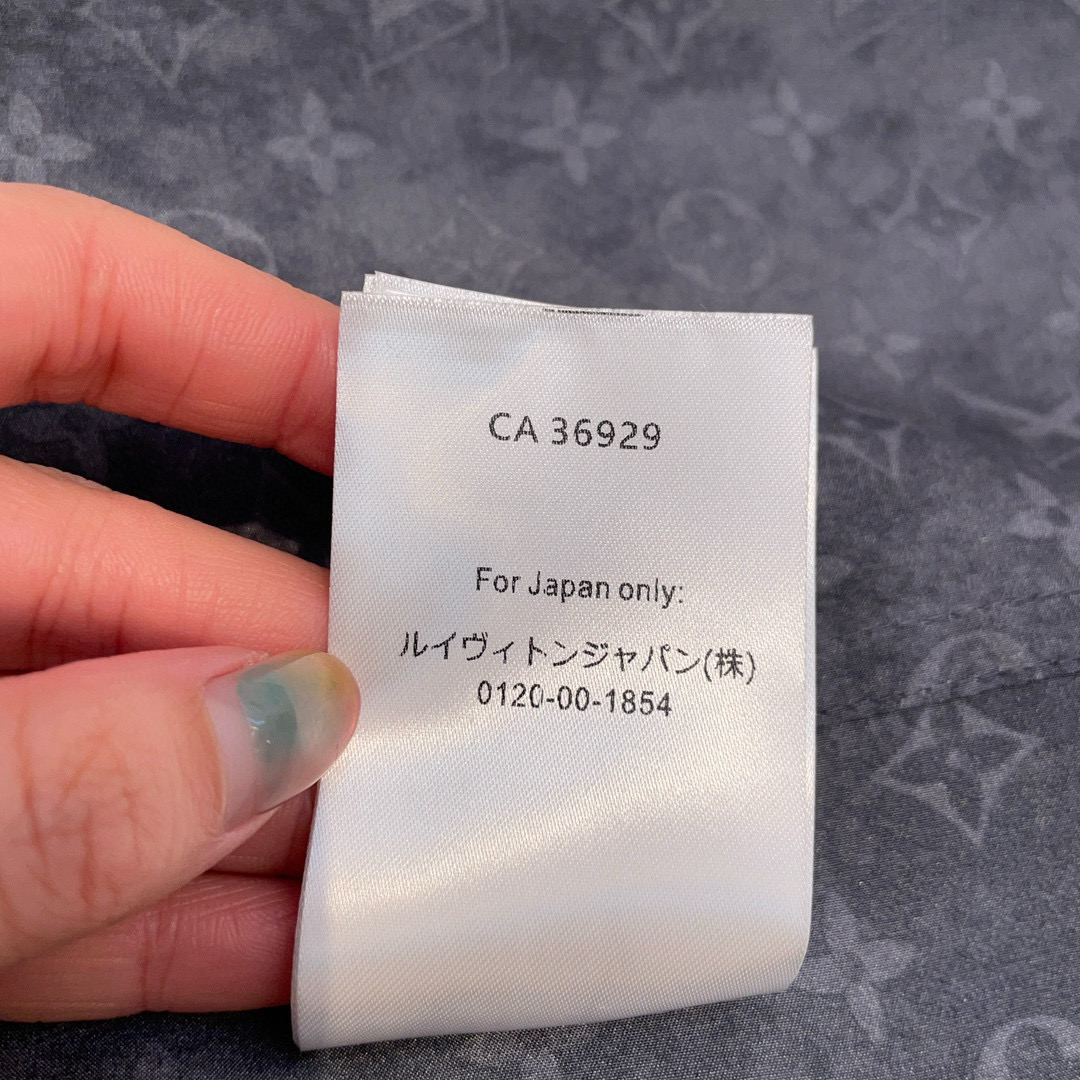 CA 36929
For Japan only:
ルイヴィトンジャパン(株)
0120-00-1854